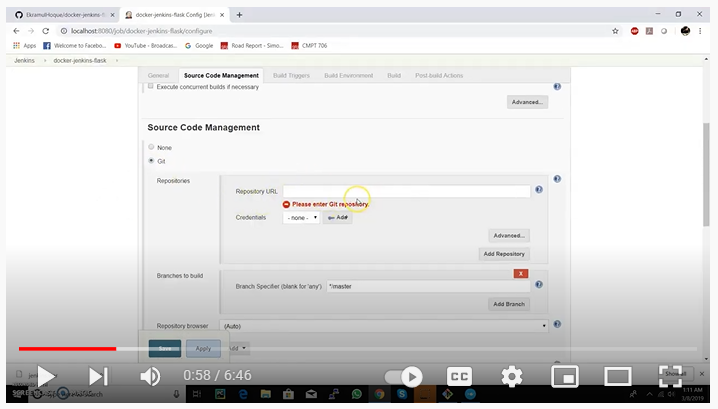 EkramulHoque/docker-jenkins-fl
docker-jenkins-flask Config [Jen
localhost:8080/job/docker-jenkins-flask/configure
Apps Welcome to Facebo... YouTube - Broadcas... Google Road Report - Simo... CMPT 706
Jenkins docker-jenkins-flask
General Source Code Management Build Triggers Build Environment Build Post-build Actions
Execute concurrent builds if necessary
Advanced...
Source Code Management
None
Git
Repositories
Repository URL
Please enter Git repository.
Credentials - none - Add
Advanced...
Add Repository
Branches to build
X
Branch Specifier (blank for 'any') */master
Add Branch
Repository browser (Auto)
Save Apply Add
0:58 / 6:46
CC
1:11 AM
3/8/2019